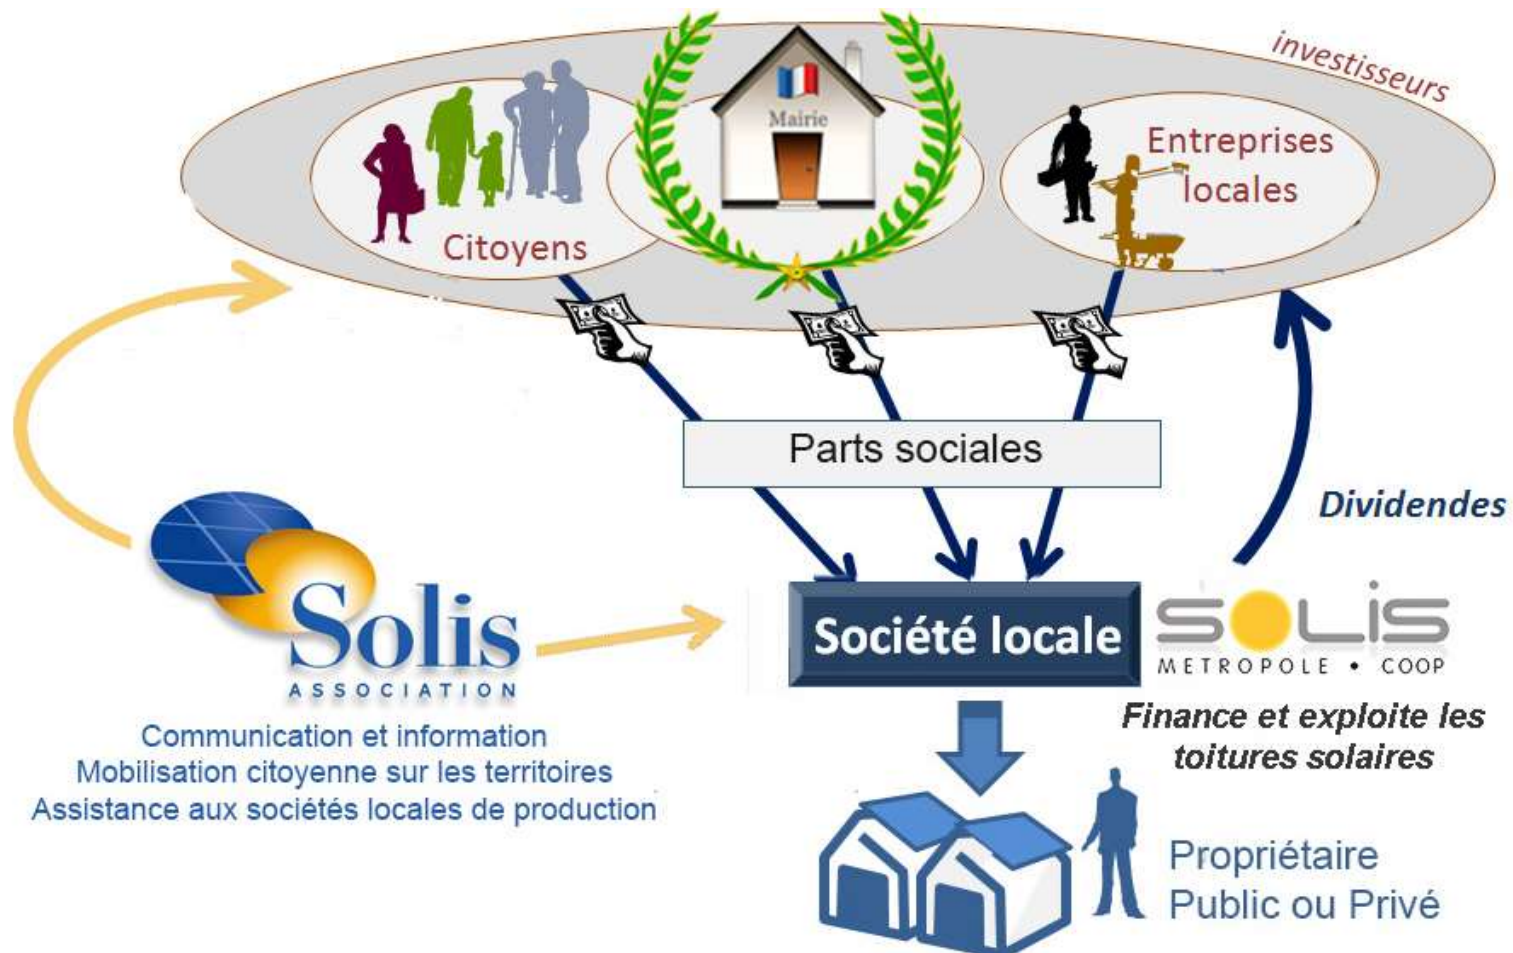 investisseurs
Mairie
Entreprises
locales
Citoyens
Parts sociales
Dividendes
Solis
ASSOCIATION
Société locale
SOLiS
METROPOLE • COOP
Communication et information
Mobilisation citoyenne sur les territoires
Assistance aux sociétés locales de production
Finance et exploite les
toitures solaires
Propriétaire
Public ou Privé